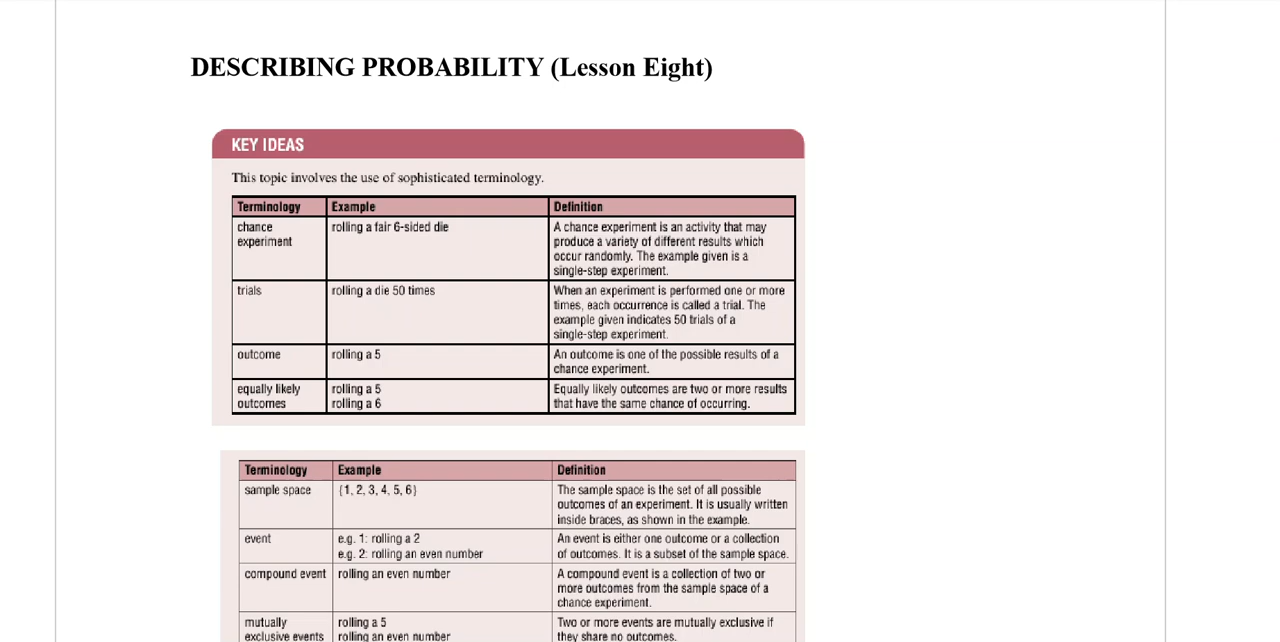 DESCRIBING PROBABILITY (Lesson Eight)
KEY IDEAS
This topic involves the use of sophisticated terminology.
Terminology Example Definition
chance experiment
rolling a fair 6-sided die
A chance experiment is an activity that may
produce a variety of different results which
occur randomly. The example given is a
single-step experiment.
trials
rolling a die 50 times
When an experiment is performed one or more
times, each occurrence is called a trial. The
example given indicates 50 trials of a
single-step experiment.
outcome
rolling a 5
An outcome is one of the possible results of a
chance experiment.
equally likely
outcomes
rolling a 5
rolling a 6
Equally likely outcomes are two or more results
that have the same chance of occurring.
Terminology Example Definition
sample space
{1, 2, 3, 4, 5, 6}
The sample space is the set of all possible
outcomes of an experiment. It is usually written
inside braces, as shown in the example.
event
e.g. 1: rolling a 2
e.g. 2: rolling an even number
An event is either one outcome or a collection
of outcomes. It is a subset of the sample space.
compound event
rolling an even number
A compound event is a collection of two or
more outcomes from the sample space of a
chance experiment.
mutually
exclusive events
rolling a 5
rolling an even number
Two or more events are mutually exclusive if
they share no outcomes.